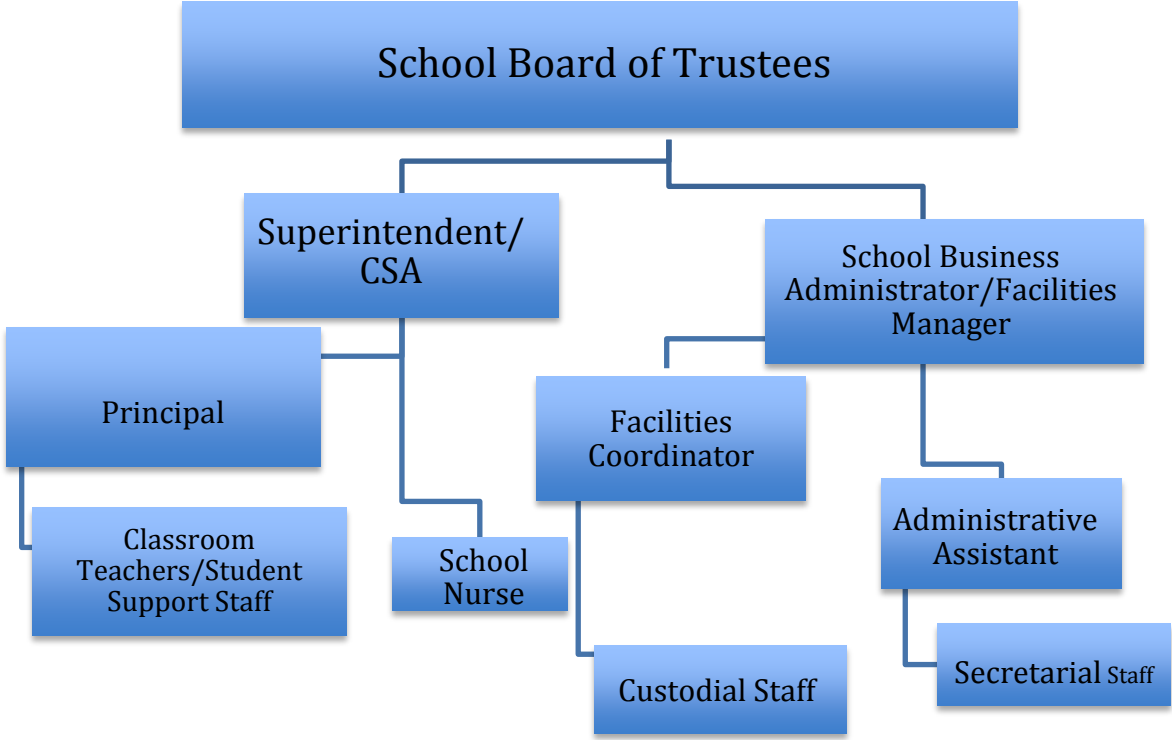 School Board of Trustees
Superintendent/
CSA
School Business
Administrator/Facilities
Manager
Principal
Facilities
Coordinator
Classroom
Teachers/Student
Support Staff
School
Nurse
Administrative
Assistant
Custodial Staff
Secretarial Staff